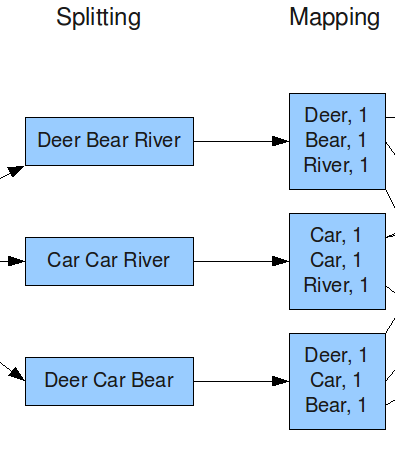 Splitting
Mapping
Deer Bear River
Deer, 1
Bear, 1
River, 1
Car Car River
Car, 1
Car, 1
River, 1
Deer Car Bear
Deer, 1
Car, 1
Bear, 1